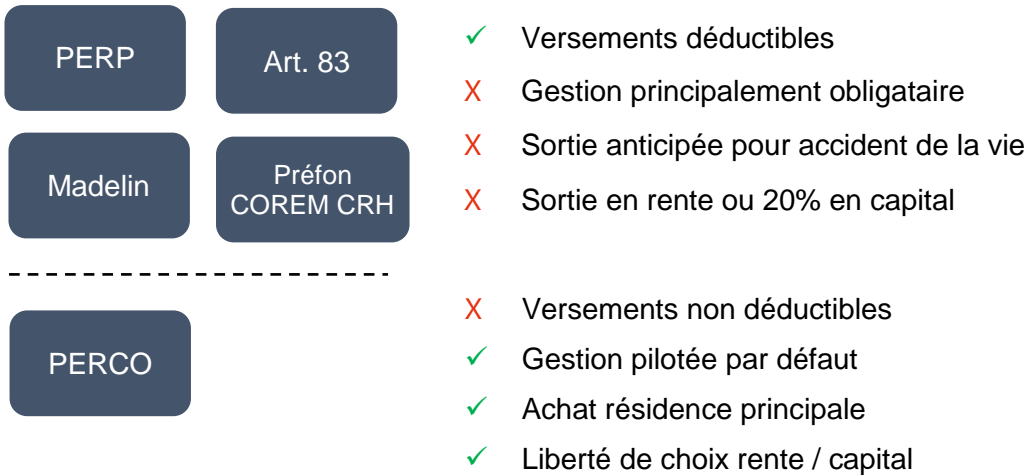 PERP
Art. 83
Madelin
Préfon
COREM CRH
✓ Versements déductibles
X Gestion principalement obligataire
X Sortie anticipée pour accident de la vie
X Sortie en rente ou 20% en capital
PERCO
X Versements non déductibles
✓ Gestion pilotée par défaut
✓ Achat résidence principale
✓ Liberté de choix rente / capital